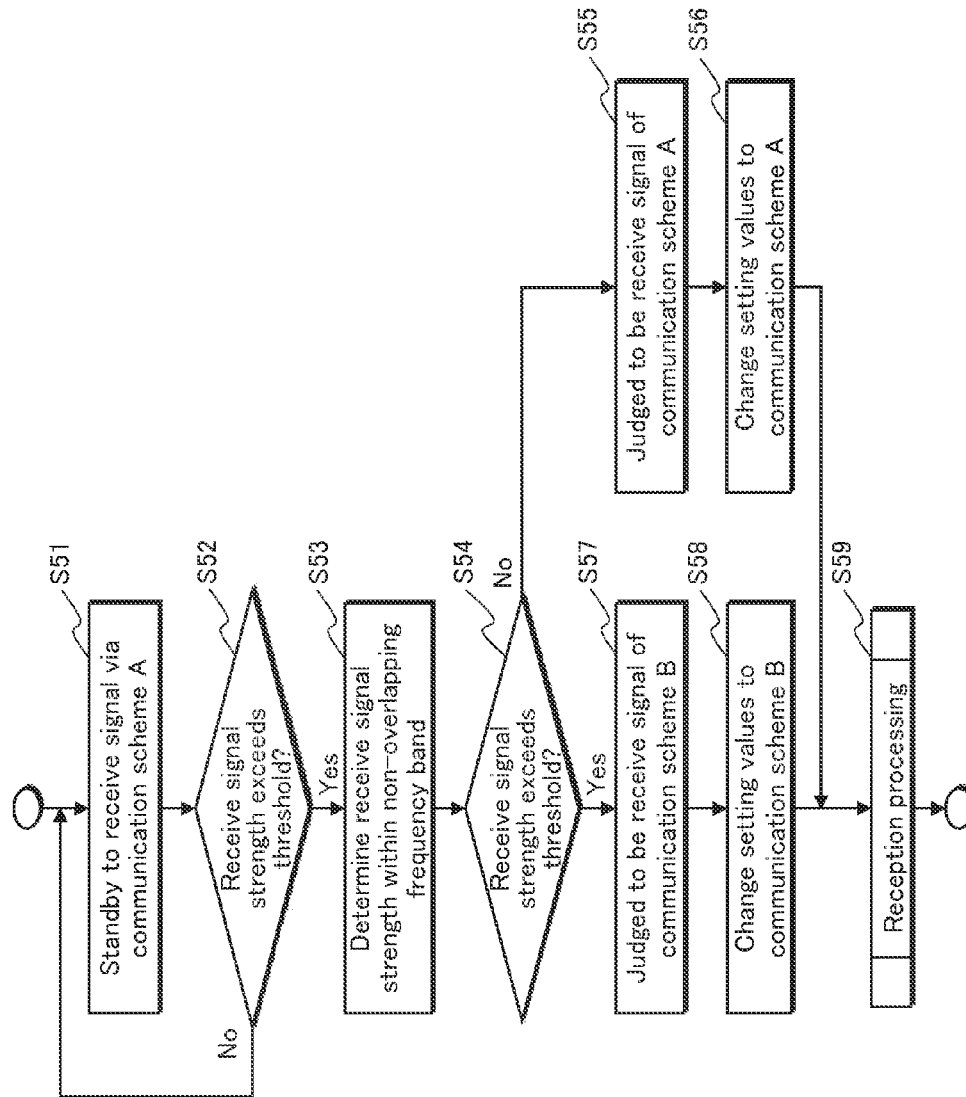 S51
Standby to receive signal via
communication scheme A
S52
Receive signal
strength exceeds
threshold?
No
Yes
S53
Determine receive signal
strength within non-overlapping
frequency band
S54
Receive signal
strength exceeds
threshold?
No
Yes
S55
Judged to be receive signal of
communication scheme A
S56
Change setting values to
communication scheme A
S57
Judged to be receive signal of
communication scheme B
S58
Change setting values to
communication scheme B
S59
Reception processing